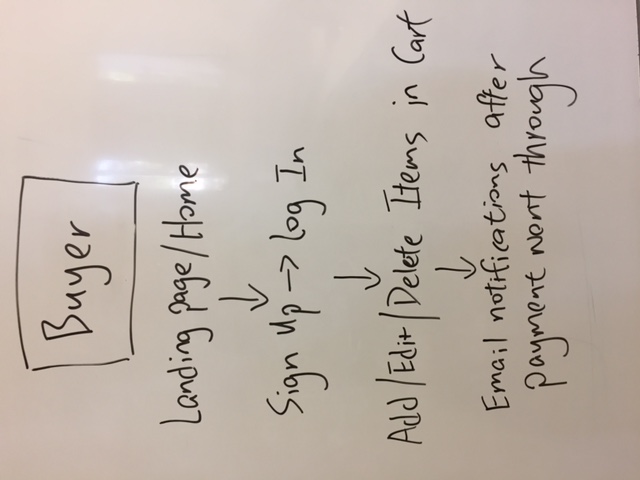 Buyer
Landing page/Home
Sign Up → log In
Add/Edit/Delete Items in Cart
Email notifications after
payment went through